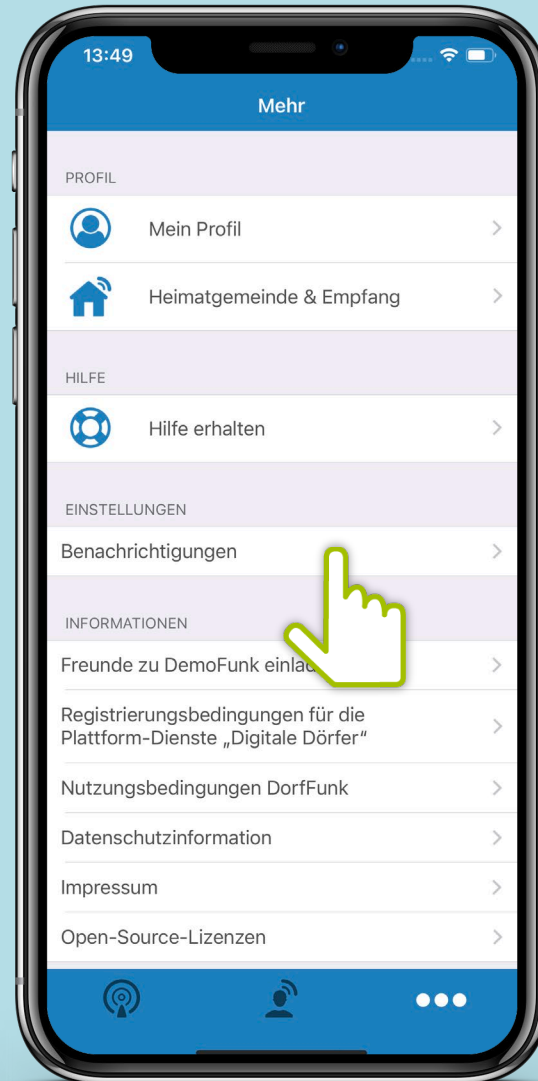 13:49
Mehr
PROFIL
Mein Profil
Heimatgemeinde & Empfang
HILFE
Hilfe erhalten
EINSTELLUNGEN
Benachrichtigungen
INFORMATIONEN
Freunde zu DemoFunk
Registrierungsbedingungen für die
Plattform-Dienste „Digitale Dörfer“
Nutzungsbedingungen DorfFunk
Datenschutzinformation
Impressum
Open-Source-Lizenzen